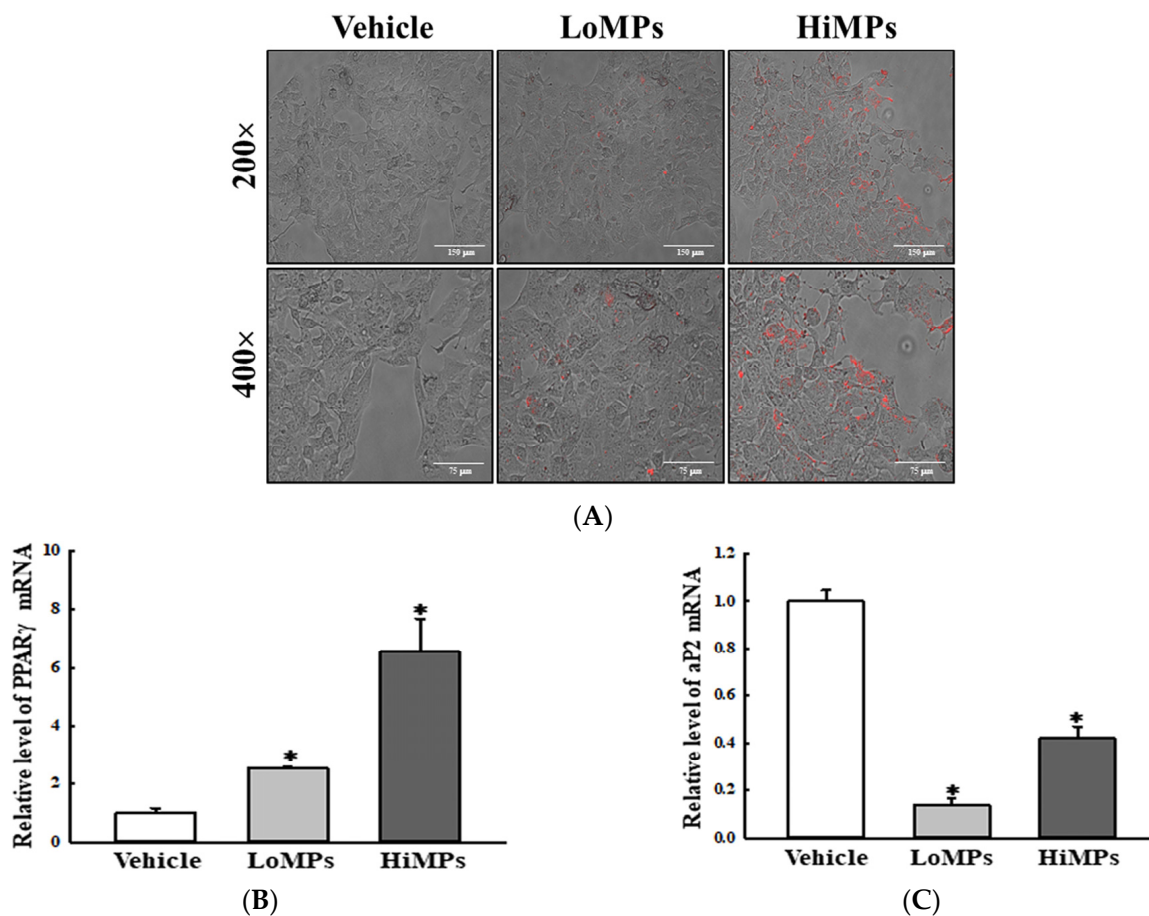 Vehicle LoMPs HiMPs
200×
150 µm 150 µm 150 µm
400×
75 µm 75 µm 75 µm
(A)
Relative level of PPARγ mRNA
10
8
6
4
2
0
*
*
Vehicle LoMPs HiMPs
(B)
Relative level of aP2 mRNA
1.2
1.0
0.8
0.6
0.4
0.2
0.0
*
*
Vehicle LoMPs HiMPs
(C)